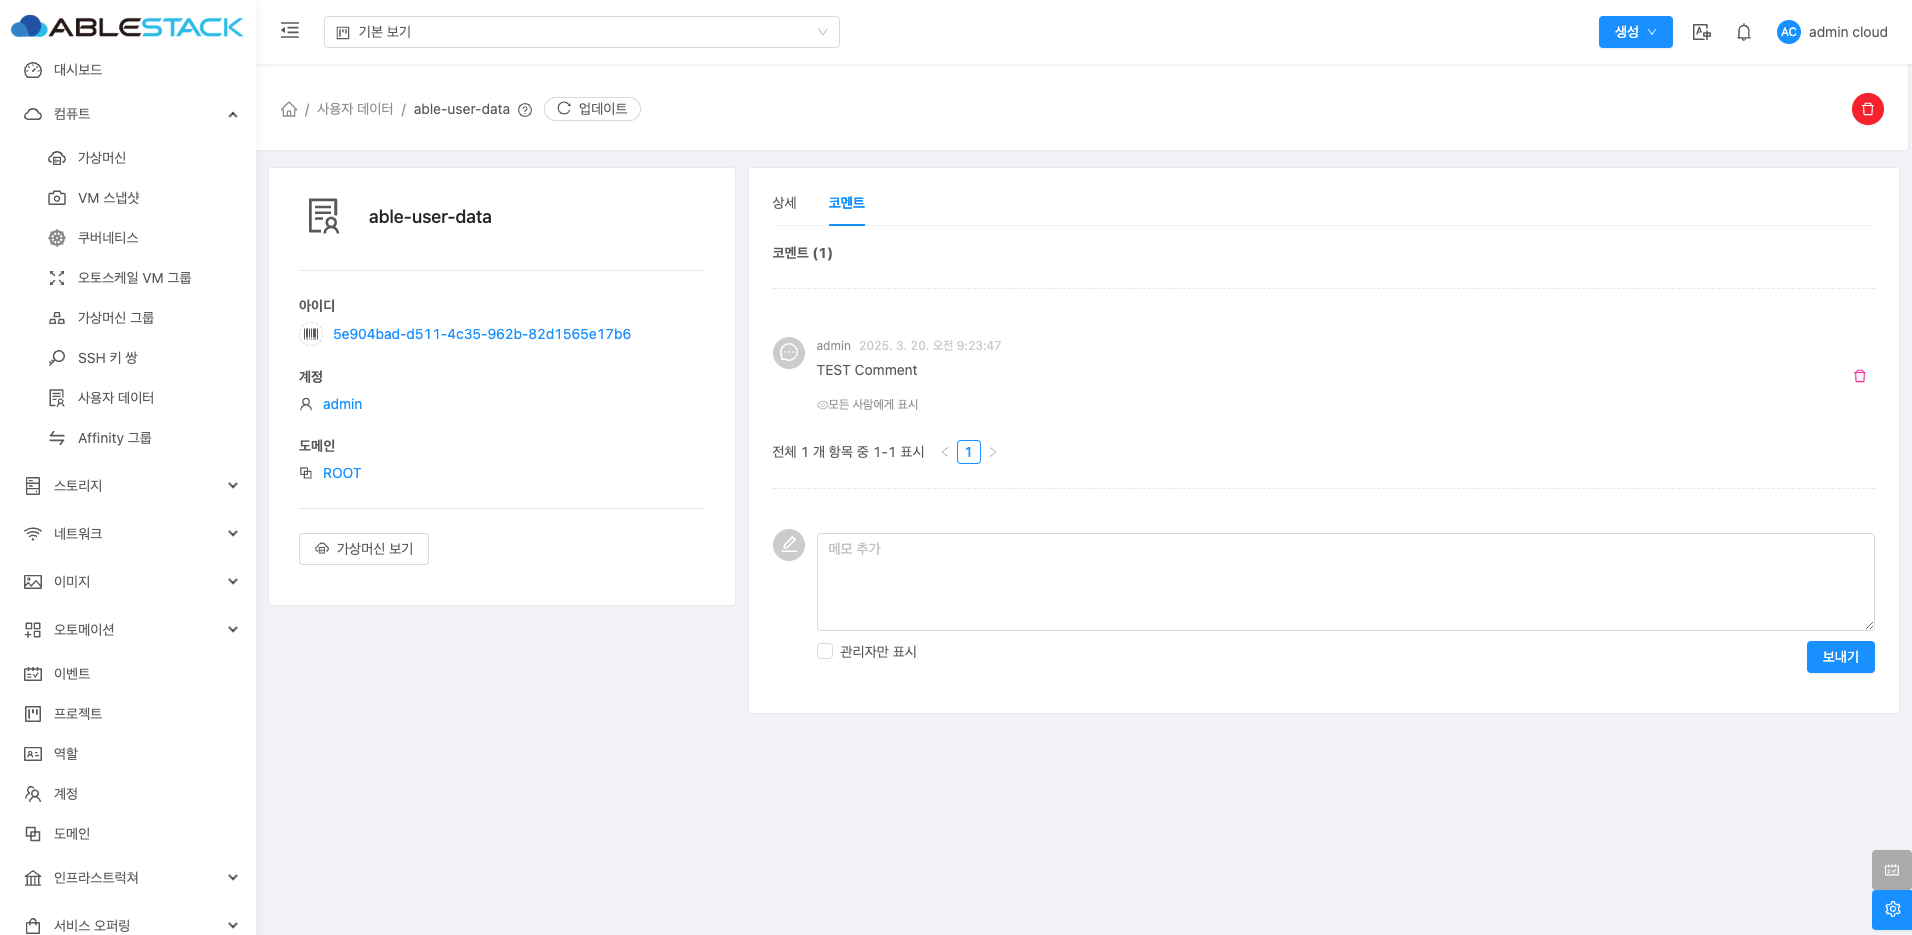 ABLESTACK
기본 보기
생성
AC
admin cloud
대시보드
컴퓨트
가상머신
VM 스냅샷
쿠버네티스
오토스케일 VM 그룹
가상머신 그룹
SSH 키 쌍
사용자 데이터
Affinity 그룹
스토리지
네트워크
이미지
오토메이션
이벤트
프로젝트
역할
계정
도메인
인프라스트럭쳐
서비스 오퍼링
/ 사용자 데이터 / able-user-data
업데이트
able-user-data
아이디
5e904bad-d511-4c35-962b-82d1565e17b6
계정
admin
도메인
ROOT
가상머신 보기
상세
코멘트
코멘트 (1)
admin 2025. 3. 20. 오전 9:23:47
TEST Comment
모든 사람에게 표시
전체 1 개 항목 중 1-1 표시
1
메모 추가
관리자만 표시
보내기